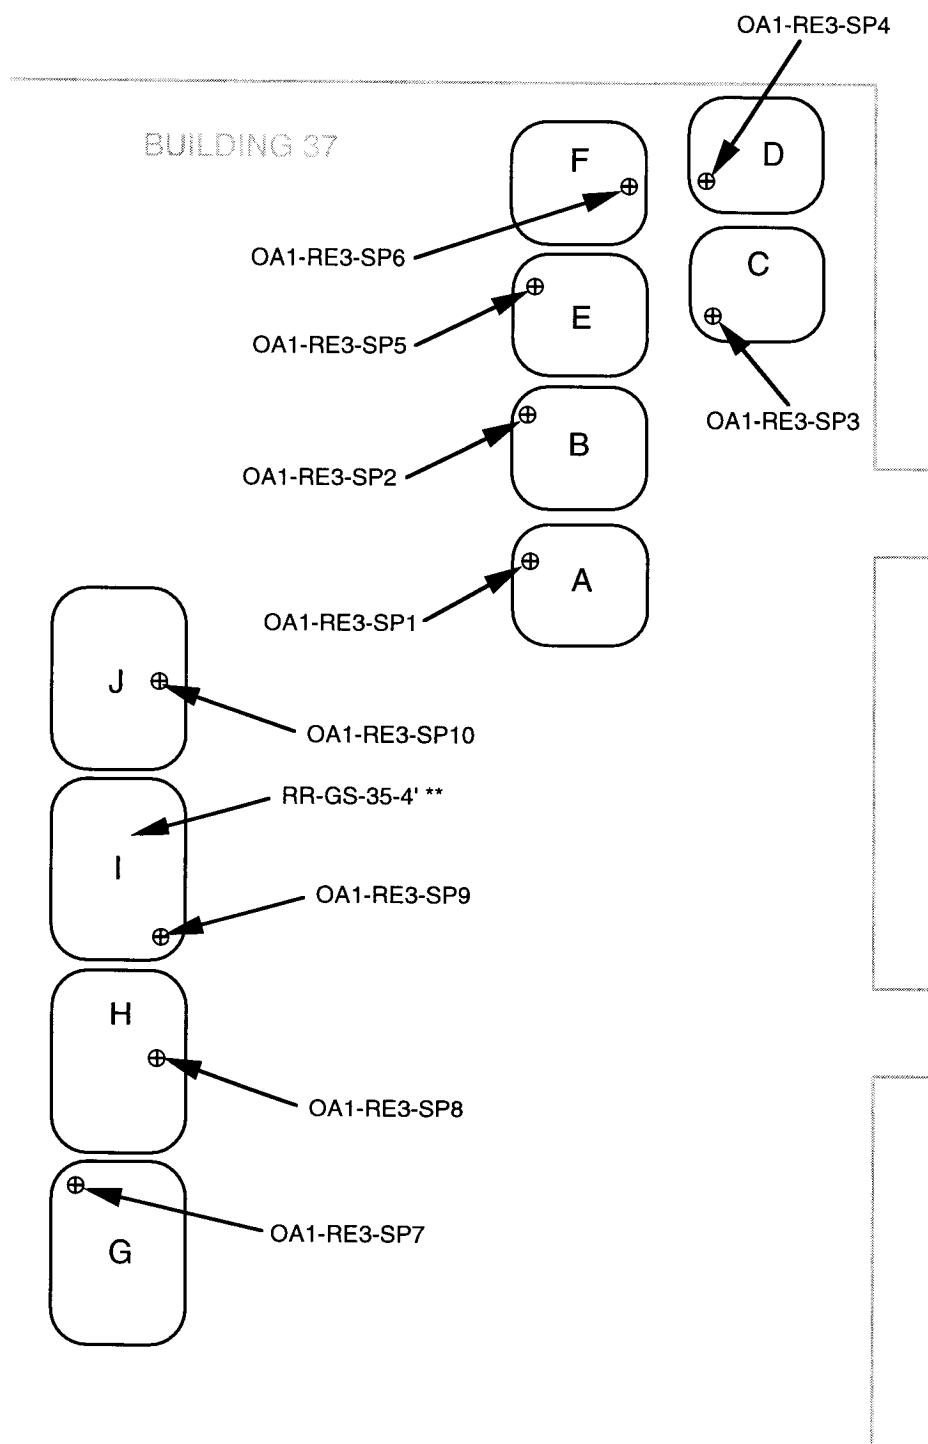 OA1-RE3-SP4
BUILDING 37
F
D
OA1-RE3-SP6
C
E
OA1-RE3-SP5
OA1-RE3-SP3
B
OA1-RE3-SP2
A
OA1-RE3-SP1
J
OA1-RE3-SP10
RR-GS-35-4' **
I
OA1-RE3-SP9
H
OA1-RE3-SP8
OA1-RE3-SP7
G